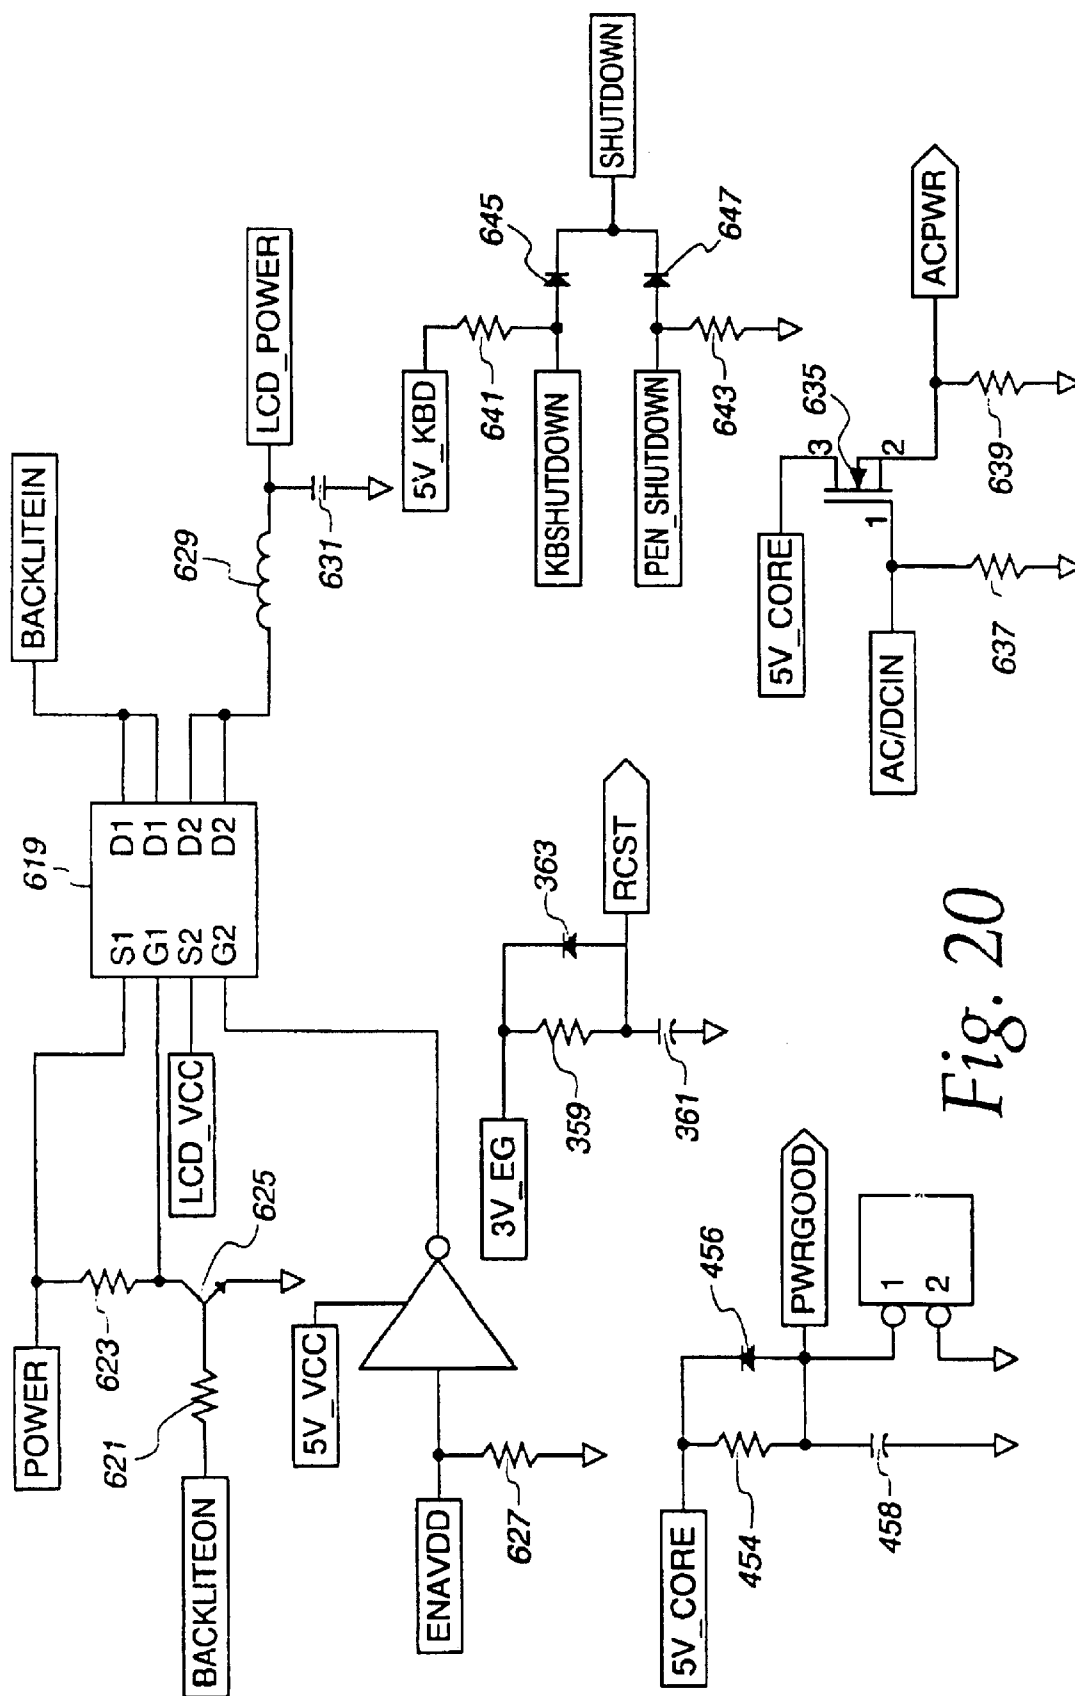 POWER
623
621
BACKLITEON
625
LCD_VCC
619
S1 D1
G1 D1
S2 D2
G2 D2
BACKLITEIN
629
LCD_POWER
631
5V_VCC
ENAVDD
627
3V_EG
359
361
363
RCST
5V_KBD
641
KBSHUTDOWN
645
SHUTDOWN
PEN_SHUTDOWN
647
643
5V_CORE
454
456
458
PWRGOOD
1
2
5V_CORE
3
635
1
2
AC/DCIN
637
639
ACPWR
Fig. 20